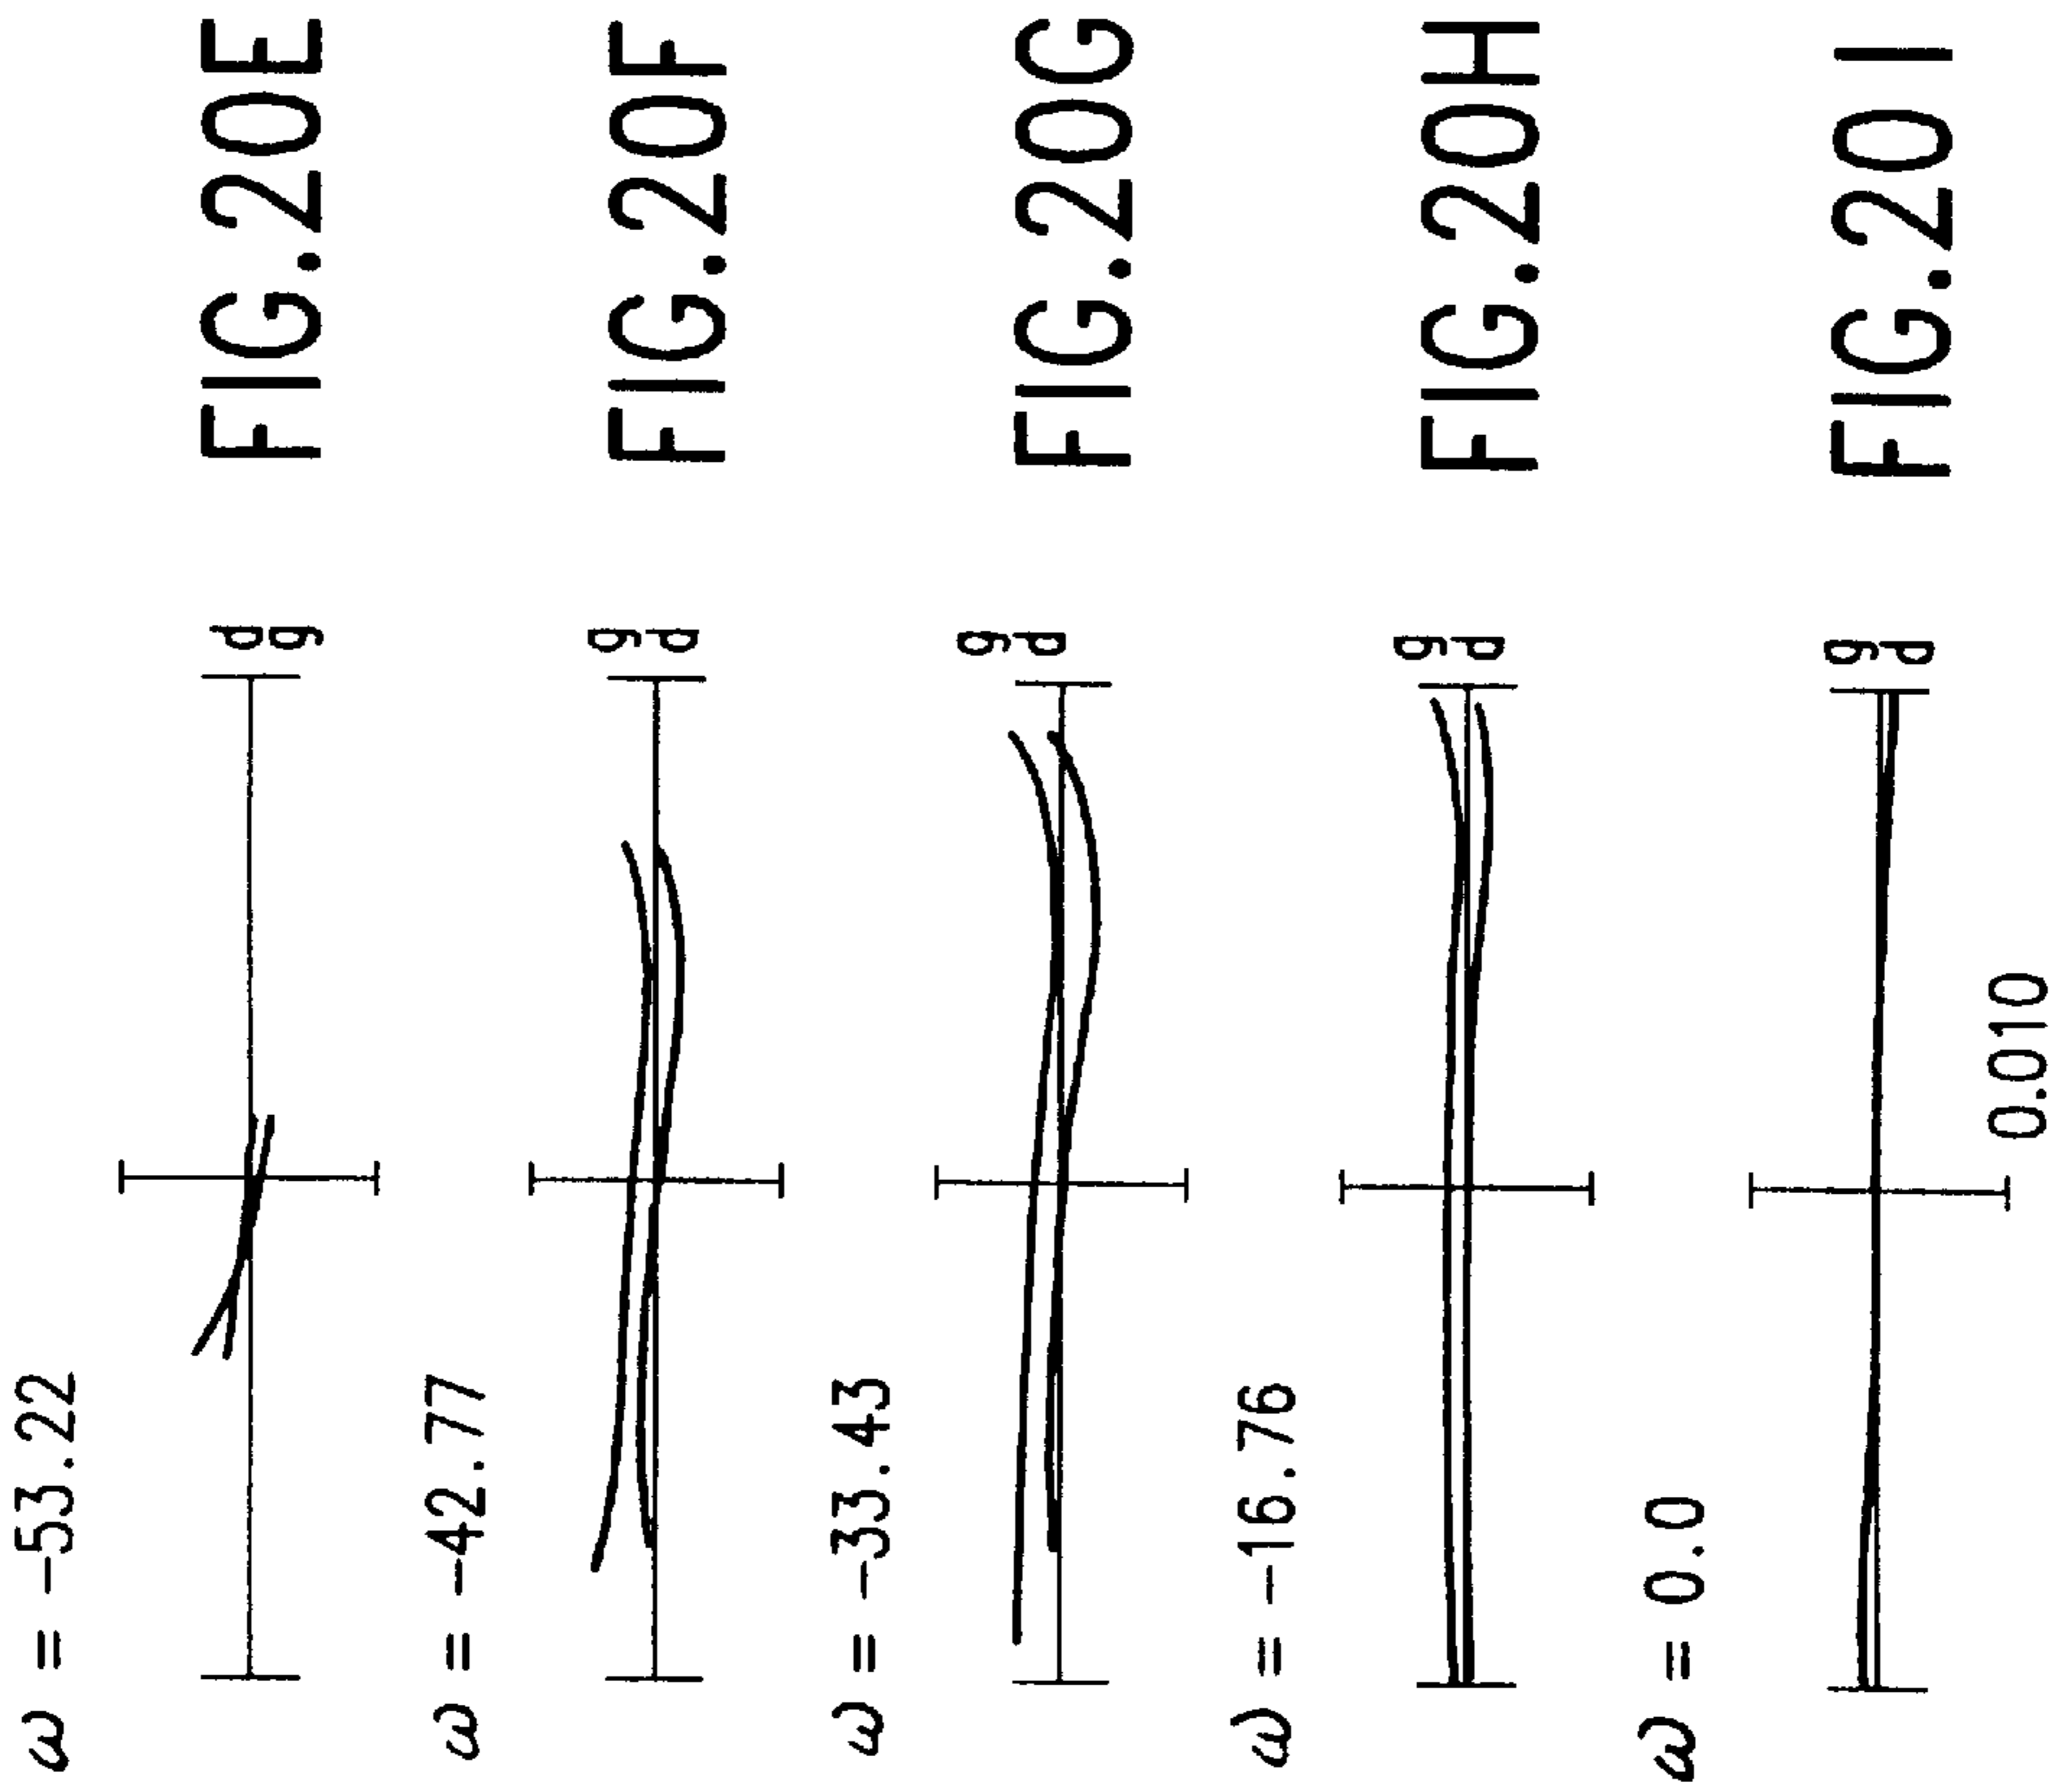 FIG.20E
ω = -53.22
d
g
FIG.20F
ω = -42.77
g
d
FIG.20G
ω = -33.43
g
d
FIG.20H
ω = -16.76
g
d
FIG.20I
ω = 0.0
g
d
0.010